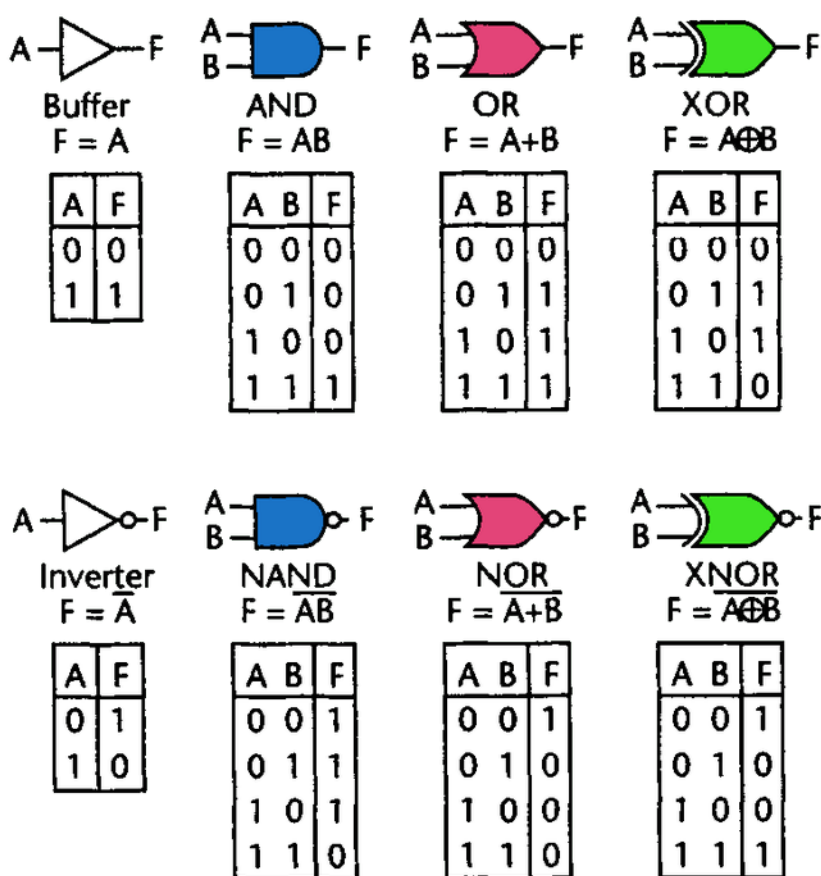 A F A B F A B F A B F
Buffer AND OR XOR
F = A F = AB F = A+B F = A⊕B
A F A B F A B F A B F
0 0 0 0 0 0 0 0 0 0 0
1 1 0 1 0 0 1 1 0 1 1
1 0 0 1 0 1 1 0 1
1 1 1 1 1 1 1 1 0
A F A B F A B F A B F
Inverter NAND NOR XNOR
F = A̅ F = A̅B̅ F = A̅+̅B̅ F = A̅⊕̅B̅
A F A B F A B F A B F
0 1 0 0 1 0 0 1 0 0 1
1 0 0 1 1 0 1 0 0 1 0
1 0 1 1 0 0 1 0 0
1 1 0 1 1 0 1 1 1